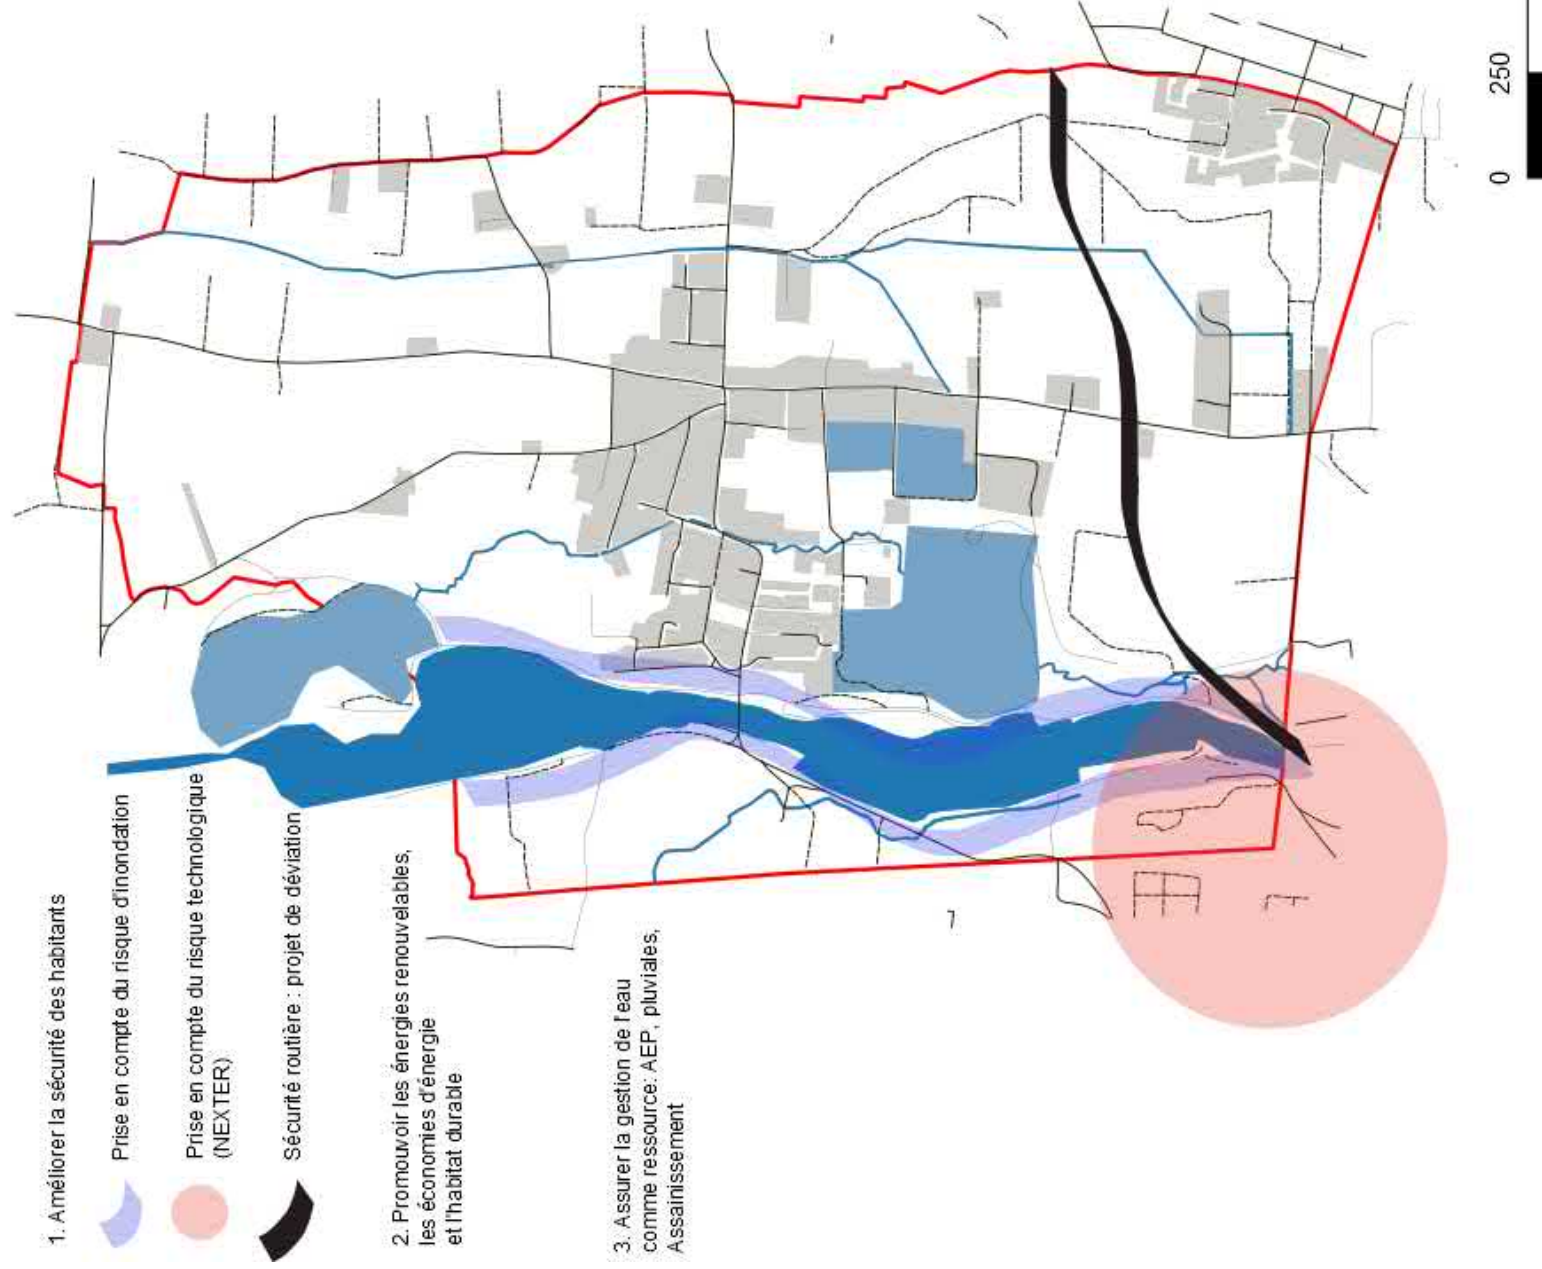 1. Améliorer la sécurité des habitants
Prise en compte du risque d'inondation
Prise en compte du risque technologique
(NEXTER)
Sécurité routière : projet de déviation
2. Promouvoir les énergies renouvelables,
les économies d'énergie
et l'habitat durable
3. Assurer la gestion de l'eau
comme ressource: AEP, pluviales,
Assainissement
0 250